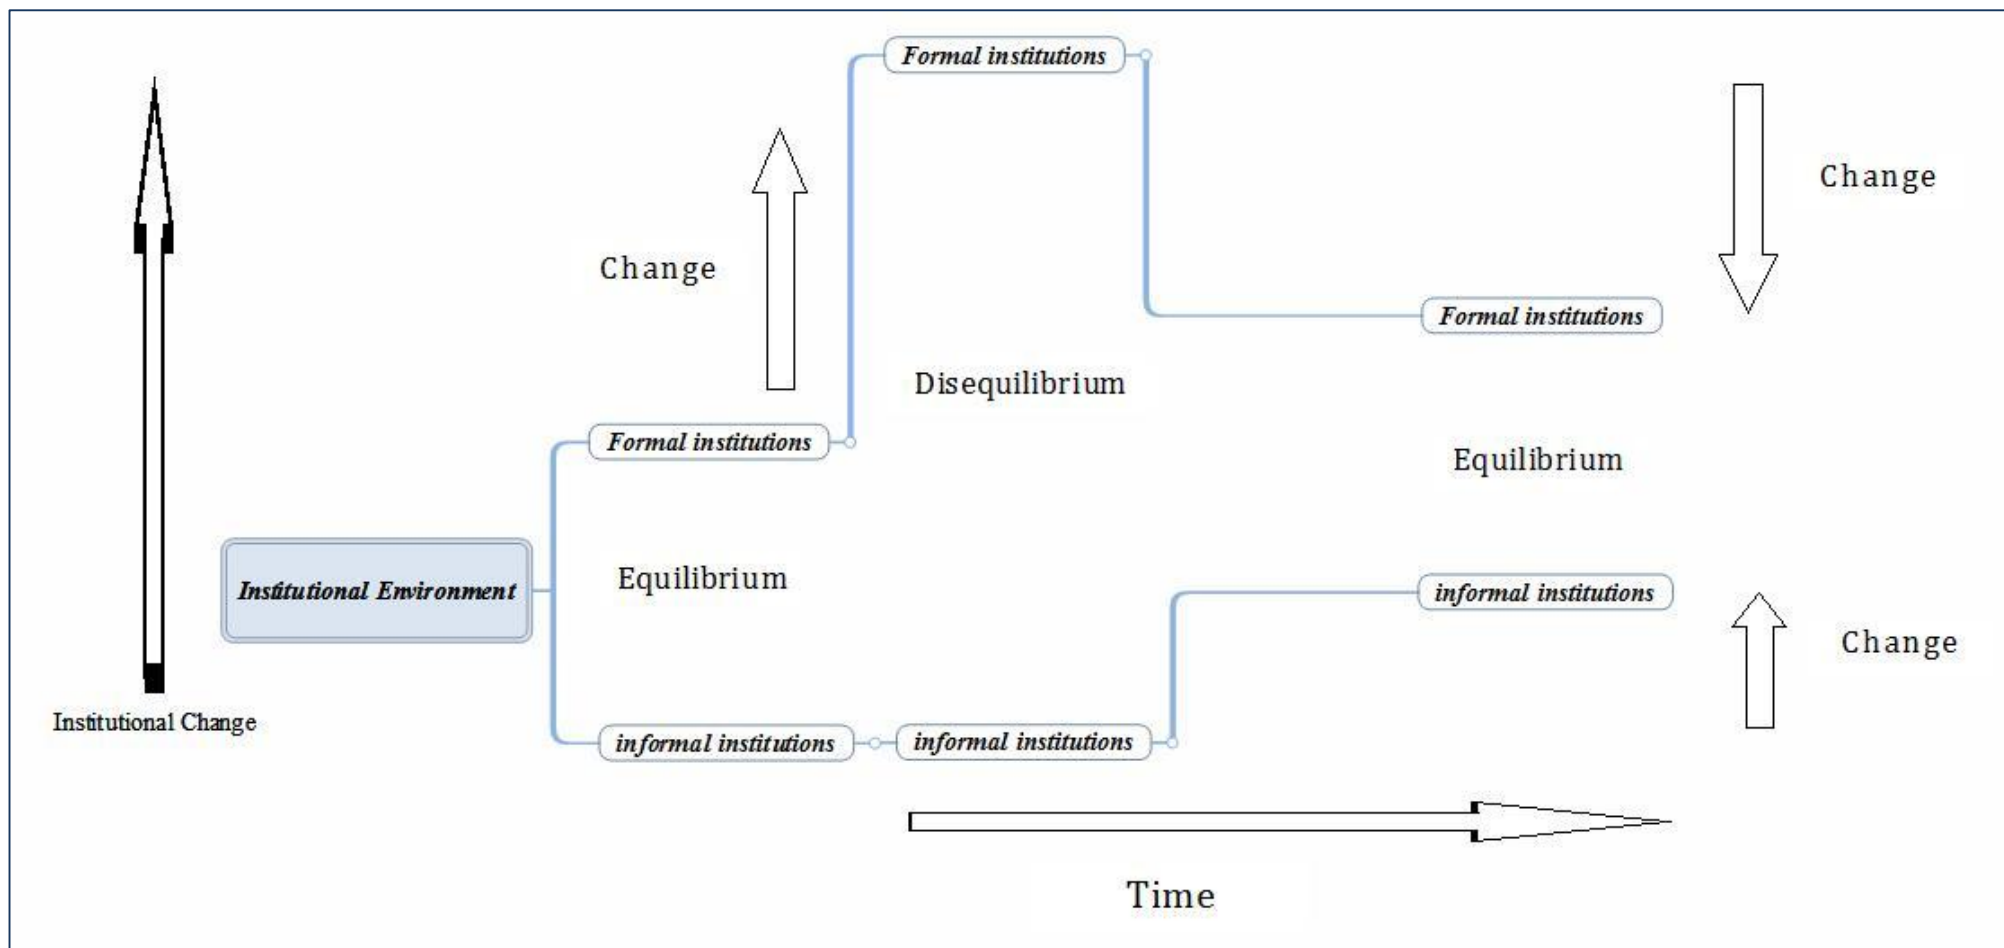 Formal institutions
Change
Change
Formal institutions
Disequilibrium
Formal institutions
Equilibrium
Equilibrium
Institutional Environment
informal institutions
Change
Institutional Change
informal institutions
informal institutions
Time